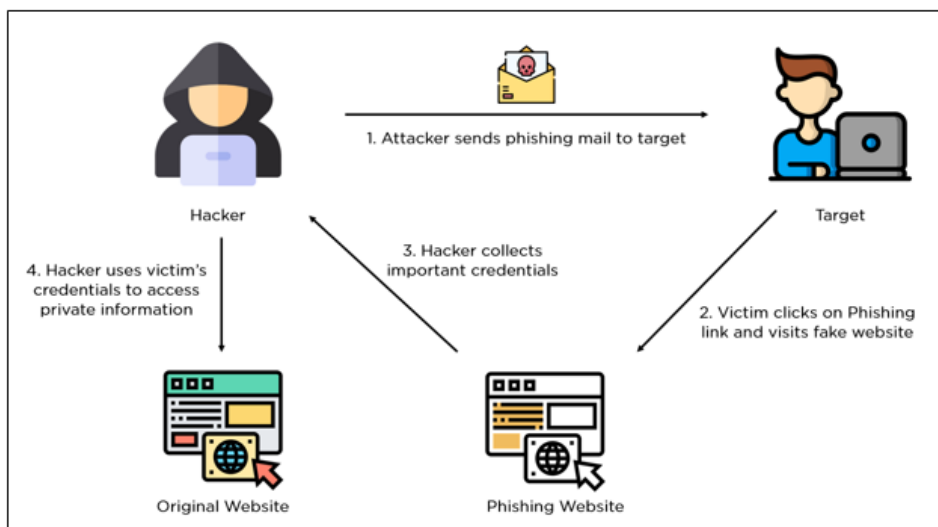 1. Attacker sends phishing mail to target
Hacker
Target
3. Hacker collects
important credentials
4. Hacker uses victim's
credentials to access
private information
2. Victim clicks on Phishing
link and visits fake website
Original Website
Phishing Website